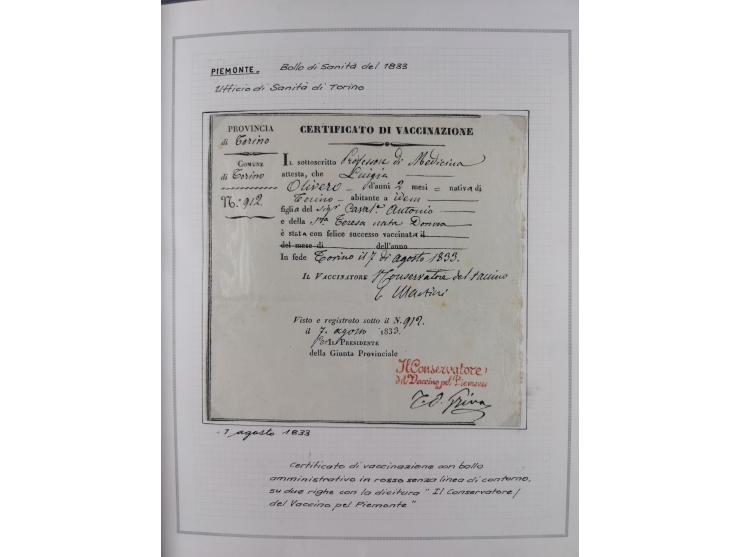 PIEMONTE. Bollo di Sanità del 1833
Ufficio di Sanità di Torino
PROVINCIA
di Torino
COMUNE
di Torino
N.° 912.
CERTIFICATO DI VACCINAZIONE
IL sottoscritto Professore di Medicina
attesta, che Luigia
Olivero d'anni 2 mesi = nativa di
Torino abitante a idem
figlia del Sigr Caval.e Antonio
e della Teresa nata Donna
è stata con felice successo vaccinata il
del mese di dell'anno
In fede Torino il 7 di agosto 1833.
IL VACCINATORE Conservatore del vaccino
Martini
Visto e registrato sotto il N. 912.
il 7. agosto 1833.
IL PRESIDENTE
della Giunta Provinciale
Il Conservatore
del Vaccino pel Piemonte
Griva
7 agosto 1833
Certificato di vaccinazione con bollo
amministrativo in rosso senza linea di contorno,
su due righe con la dicitura " Il Conservatore/
del Vaccino pel Piemonte "